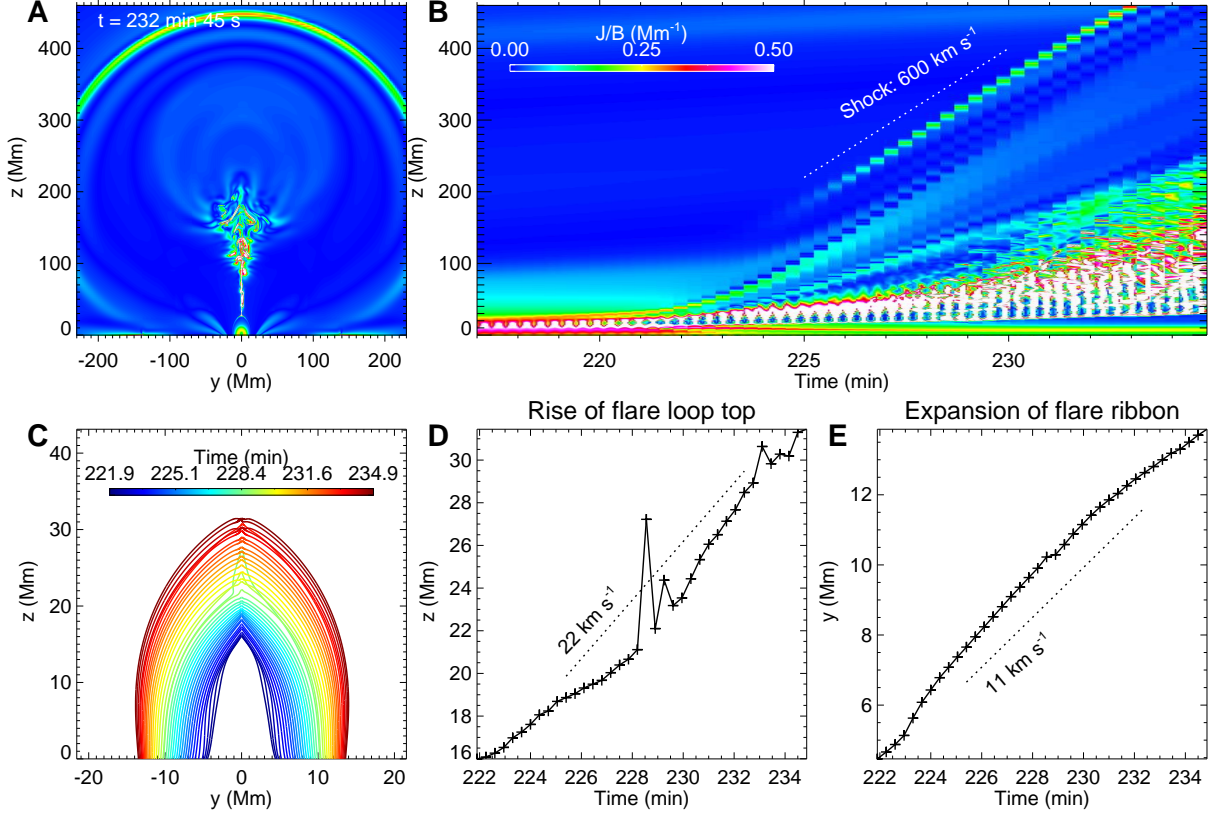 A
t = 232 min 45 s
400
300
200
100
0
z (Mm)
-200
-100
0
100
200
y (Mm)
B
J/B (Mm⁻¹)
0.00
0.25
0.50
Shock: 600 km s⁻¹
400
300
200
100
0
z (Mm)
220
225
230
Time (min)
C
Time (min)
221.9
225.1
228.4
231.6
234.9
40
30
20
10
0
z (Mm)
-20
-10
0
10
20
y (Mm)
Rise of flare loop top
D
30
28
26
24
22
20
18
16
z (Mm)
22 km s⁻¹
222
224
226
228
230
232
234
Time (min)
Expansion of flare ribbon
E
12
10
8
6
y (Mm)
11 km s⁻¹
222
224
226
228
230
232
234
Time (min)